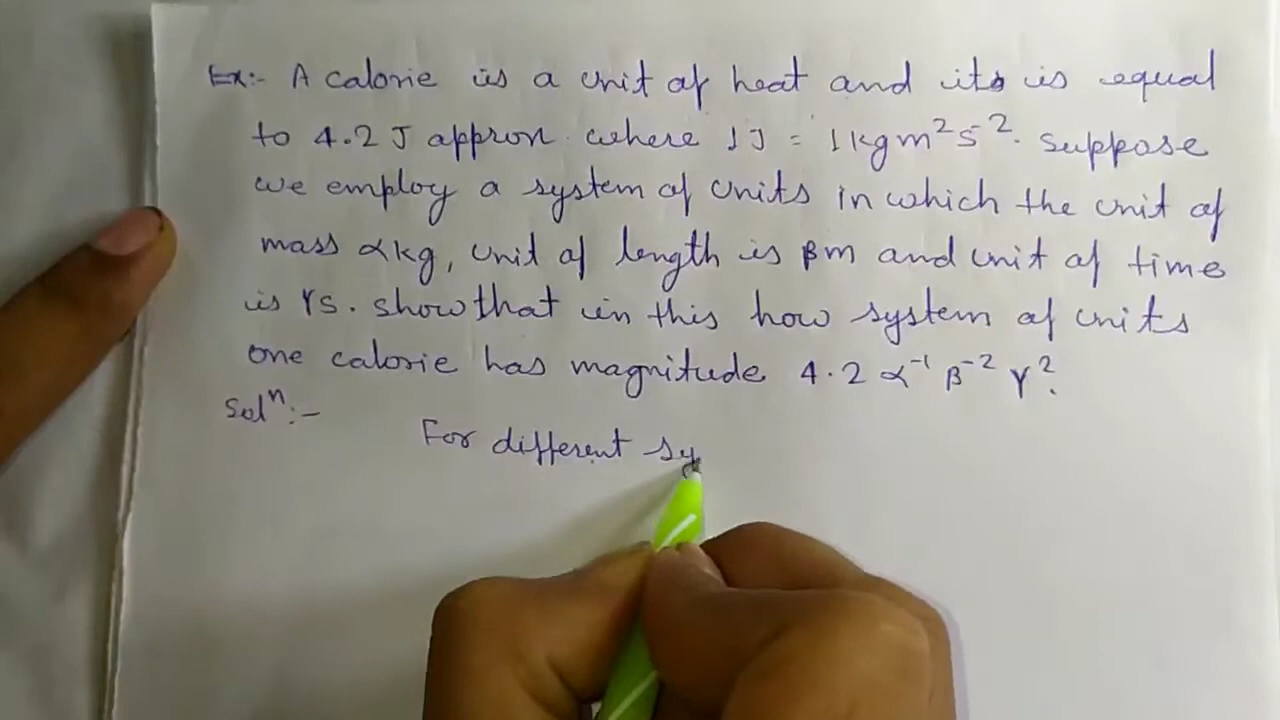 Ex:- A calorie is a unit of heat and its is equal
to 4.2 J approx. where 1J = 1kgm²s⁻². Suppose
we employ a system of units in which the unit of
mass αkg, unit of length is βm and unit of time
is γs. show that in this how system of units
one calorie has magnitude 4.2 α⁻¹ β⁻² γ².
Solⁿ:-
For different sy